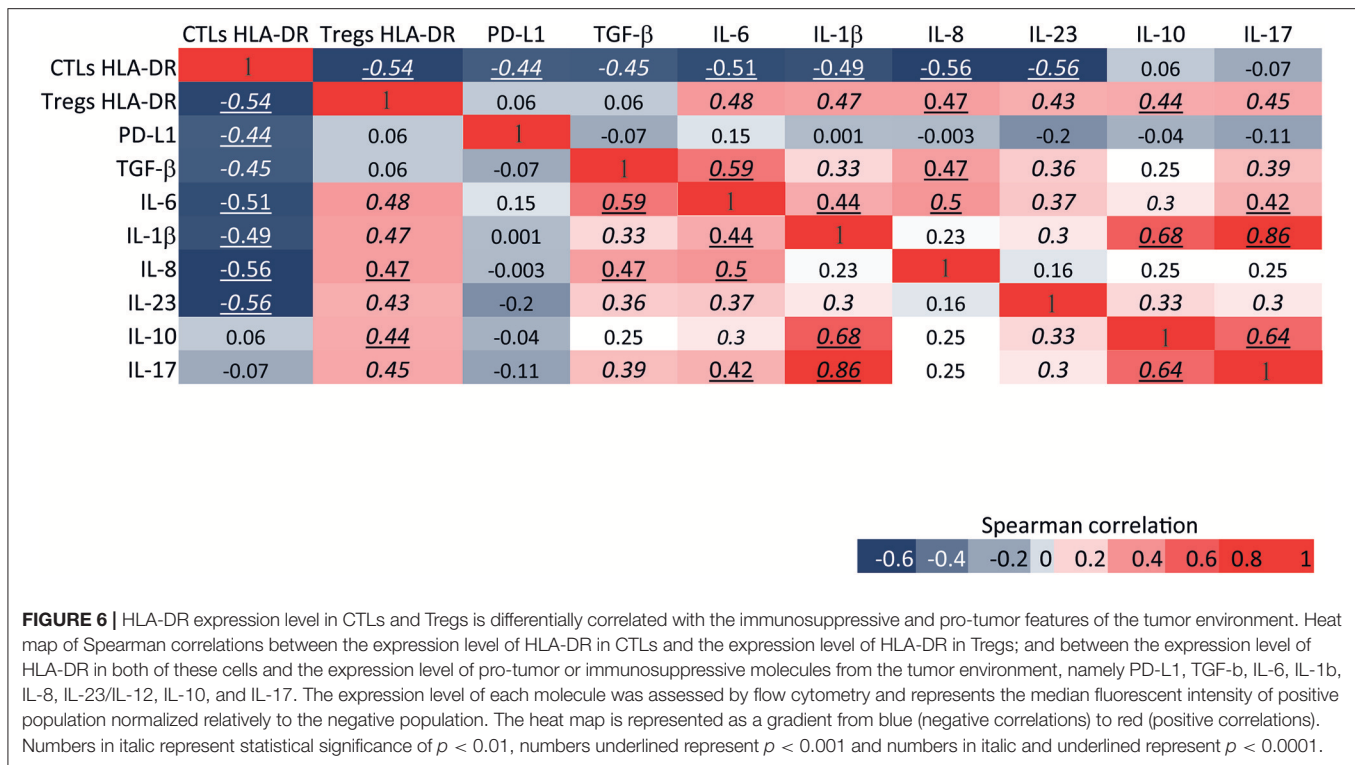 CTLs HLA-DR Tregs HLA-DR PD-L1 TGF-β IL-6 IL-1β IL-8 IL-23 IL-10 IL-17
CTLs HLA-DR 1 -0.54 -0.44 -0.45 -0.51 -0.49 -0.56 -0.56 0.06 -0.07
Tregs HLA-DR -0.54 1 0.06 0.06 0.48 0.47 0.47 0.43 0.44 0.45
PD-L1 -0.44 0.06 1 -0.07 0.15 0.001 -0.003 -0.2 -0.04 -0.11
TGF-β -0.45 0.06 -0.07 1 0.59 0.33 0.47 0.36 0.25 0.39
IL-6 -0.51 0.48 0.15 0.59 1 0.44 0.5 0.37 0.3 0.42
IL-1β -0.49 0.47 0.001 0.33 0.44 1 0.23 0.3 0.68 0.86
IL-8 -0.56 0.47 -0.003 0.47 0.5 0.23 1 0.16 0.25 0.25
IL-23 -0.56 0.43 -0.2 0.36 0.37 0.3 0.16 1 0.33 0.3
IL-10 0.06 0.44 -0.04 0.25 0.3 0.68 0.25 0.33 1 0.64
IL-17 -0.07 0.45 -0.11 0.39 0.42 0.86 0.25 0.3 0.64 1
Spearman correlation
-0.6 -0.4 -0.2 0 0.2 0.4 0.6 0.8 1
FIGURE 6 | HLA-DR expression level in CTLs and Tregs is differentially correlated with the immunosuppressive and pro-tumor features of the tumor environment. Heat
map of Spearman correlations between the expression level of HLA-DR in CTLs and the expression level of HLA-DR in Tregs; and between the expression level of
HLA-DR in both of these cells and the expression level of pro-tumor or immunosuppressive molecules from the tumor environment, namely PD-L1, TGF-b, IL-6, IL-1b,
IL-8, IL-23/IL-12, IL-10, and IL-17. The expression level of each molecule was assessed by flow cytometry and represents the median fluorescent intensity of positive
population normalized relatively to the negative population. The heat map is represented as a gradient from blue (negative correlations) to red (positive correlations).
Numbers in italic represent statistical significance of p < 0.01, numbers underlined represent p < 0.001 and numbers in italic and underlined represent p < 0.0001.